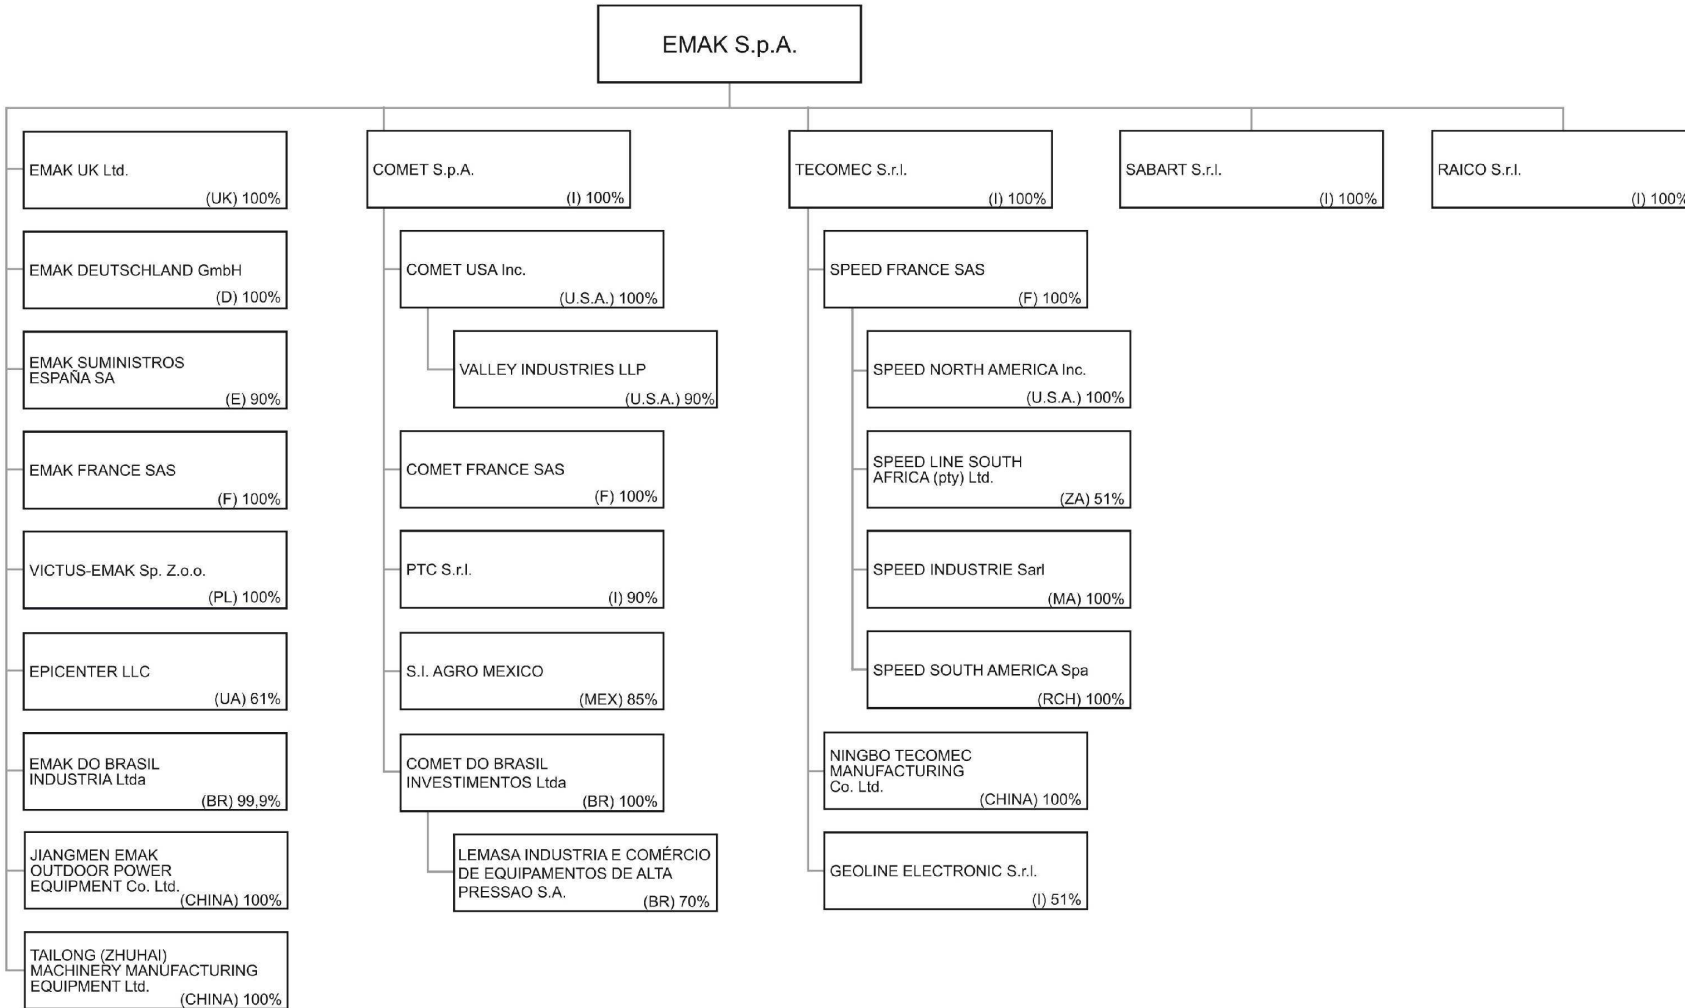 EMAK S.p.A.
EMAK UK Ltd.
(UK) 100%
EMAK DEUTSCHLAND GmbH
(D) 100%
EMAK SUMINISTROS
ESPAÑA SA
(E) 90%
EMAK FRANCE SAS
(F) 100%
VICTUS-EMAK Sp. Z.o.o.
(PL) 100%
EPICENTER LLC
(UA) 61%
EMAK DO BRASIL
INDUSTRIA Ltda
(BR) 99,9%
JIANGMEN EMAK
OUTDOOR POWER
EQUIPMENT Co. Ltd.
(CHINA) 100%
TAILONG (ZHUHAI)
MACHINERY MANUFACTURING
EQUIPMENT Ltd.
(CHINA) 100%
COMET S.p.A.
(I) 100%
COMET USA Inc.
(U.S.A.) 100%
VALLEY INDUSTRIES LLP
(U.S.A.) 90%
COMET FRANCE SAS
(F) 100%
PTC S.r.l.
(I) 90%
S.I. AGRO MEXICO
(MEX) 85%
COMET DO BRASIL
INVESTIMENTOS Ltda
(BR) 100%
LEMASA INDUSTRIA E COMÉRCIO
DE EQUIPAMENTOS DE ALTA
PRESSAO S.A.
(BR) 70%
TECOMEC S.r.l.
(I) 100%
SPEED FRANCE SAS
(F) 100%
SPEED NORTH AMERICA Inc.
(U.S.A.) 100%
SPEED LINE SOUTH
AFRICA (pty) Ltd.
(ZA) 51%
SPEED INDUSTRIE Sarl
(MA) 100%
SPEED SOUTH AMERICA Spa
(RCH) 100%
NINGBO TECOMEC
MANUFACTURING
Co. Ltd.
(CHINA) 100%
GEOLINE ELECTRONIC S.r.l.
(I) 51%
SABART S.r.l.
(I) 100%
RAICO S.r.l.
(I) 100%